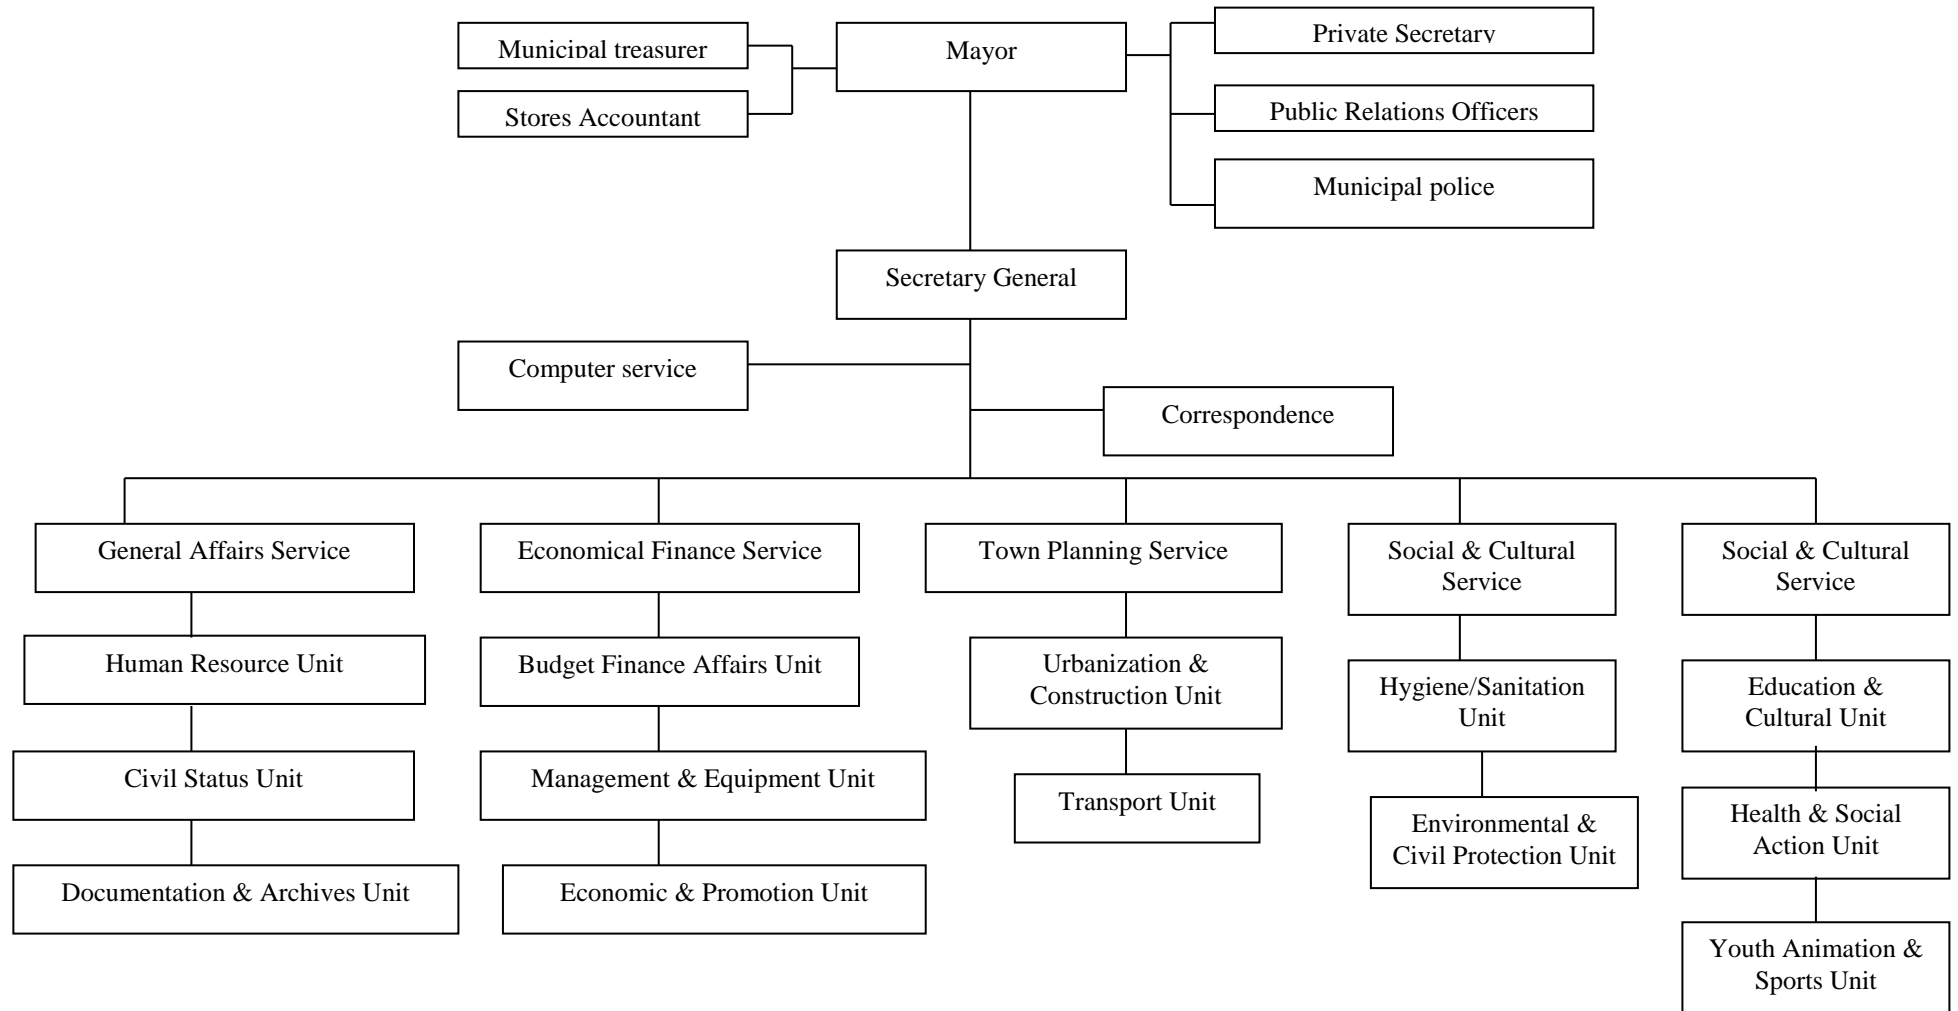 Municipal treasurer
Mayor
Private Secretary
Stores Accountant
Public Relations Officers
Municipal police
Secretary General
Computer service
Correspondence
General Affairs Service
Economical Finance Service
Town Planning Service
Social & Cultural
Service
Social & Cultural
Service
Human Resource Unit
Budget Finance Affairs Unit
Urbanization &
Construction Unit
Hygiene/Sanitation
Unit
Education &
Cultural Unit
Civil Status Unit
Management & Equipment Unit
Transport Unit
Environmental &
Civil Protection Unit
Health & Social
Action Unit
Documentation & Archives Unit
Economic & Promotion Unit
Youth Animation &
Sports Unit